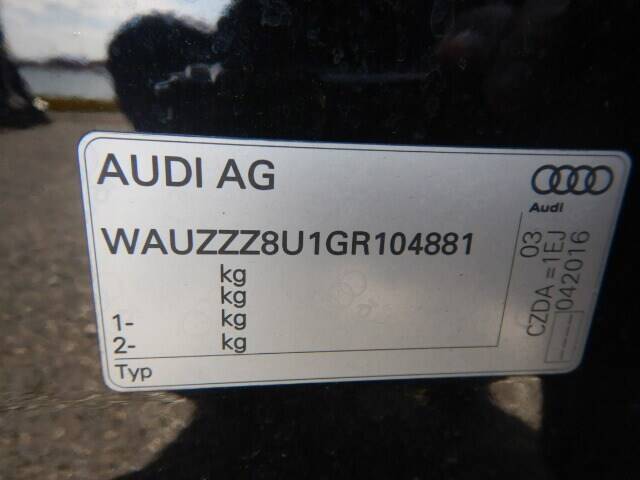 AUDI AG
Audi
WAUZZZ8U1GR104881
kg
kg
1- kg
2- kg
Typ
03
CZDA =1EJ
042016